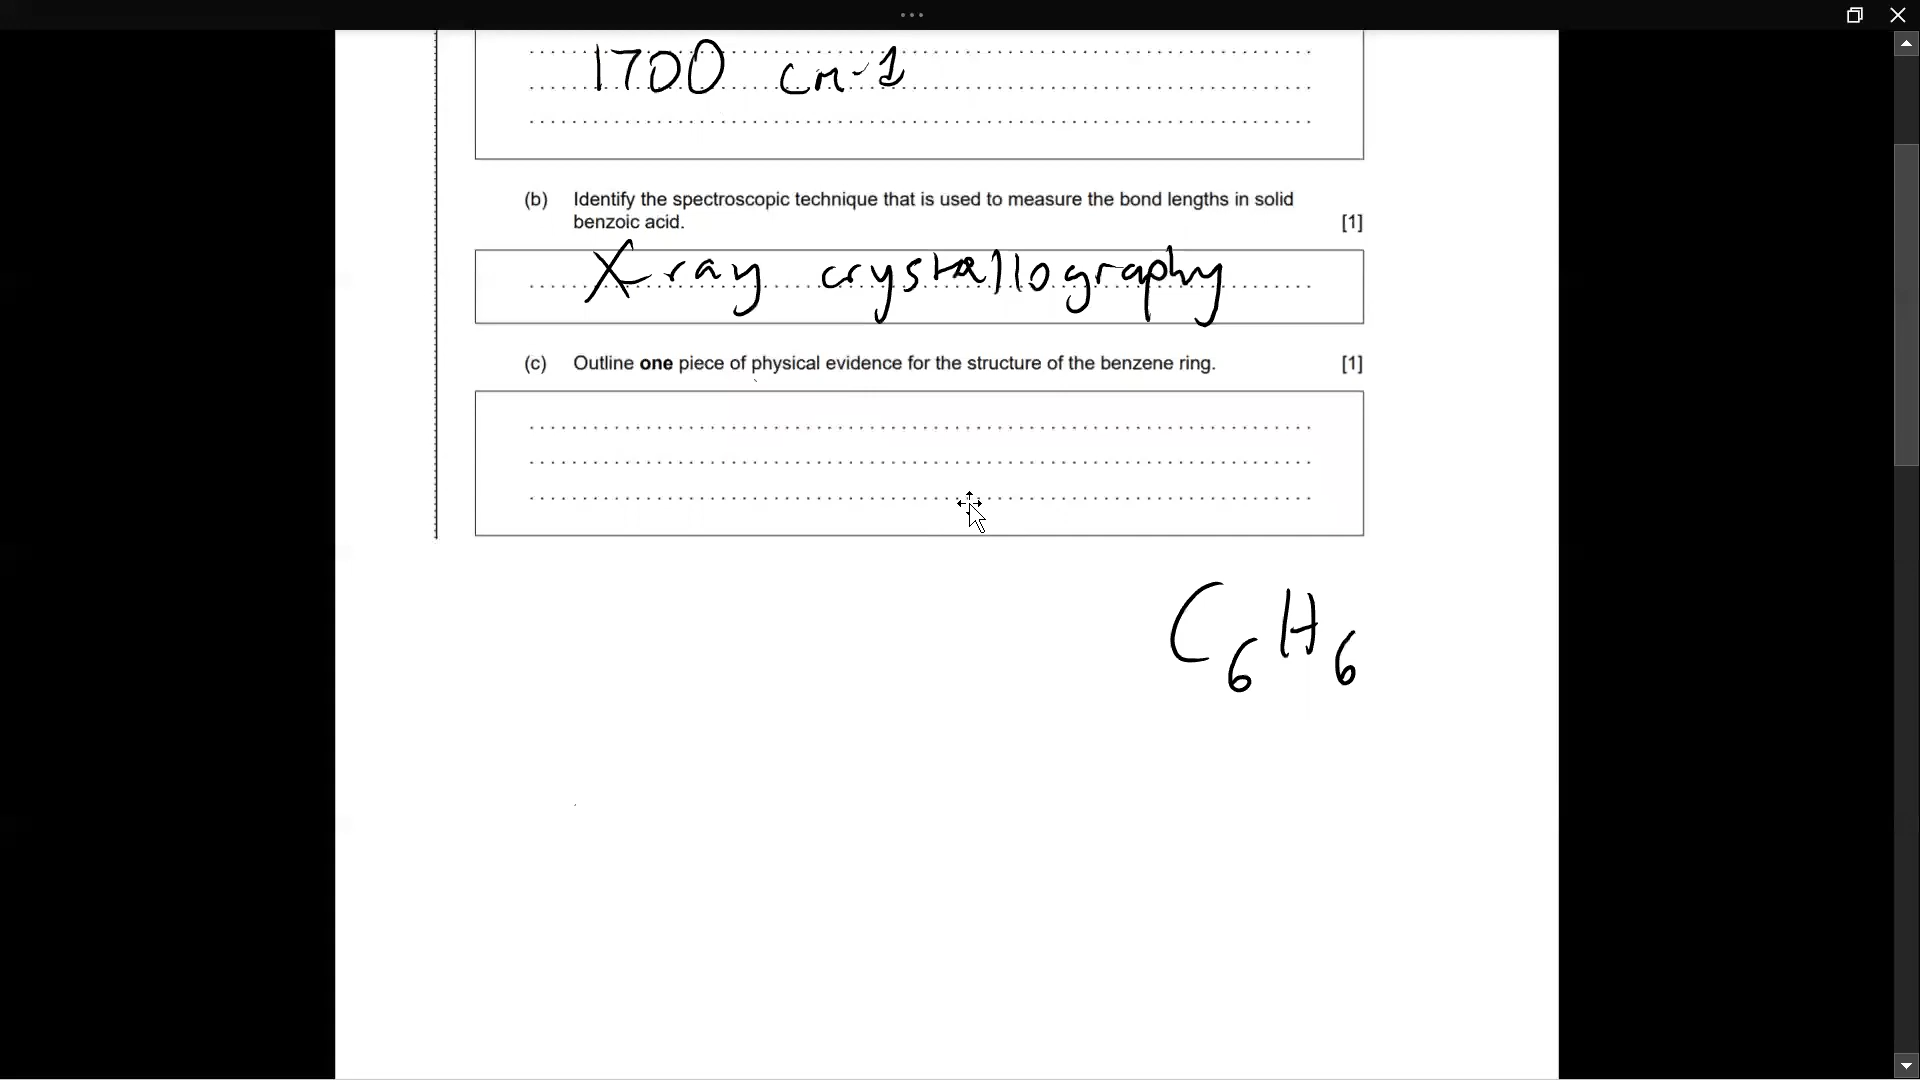 1700 cm-1
(b) Identify the spectroscopic technique that is used to measure the bond lengths in solid
benzoic acid. [1]
X-ray crystallography
(c) Outline one piece of physical evidence for the structure of the benzene ring. [1]
C6H6